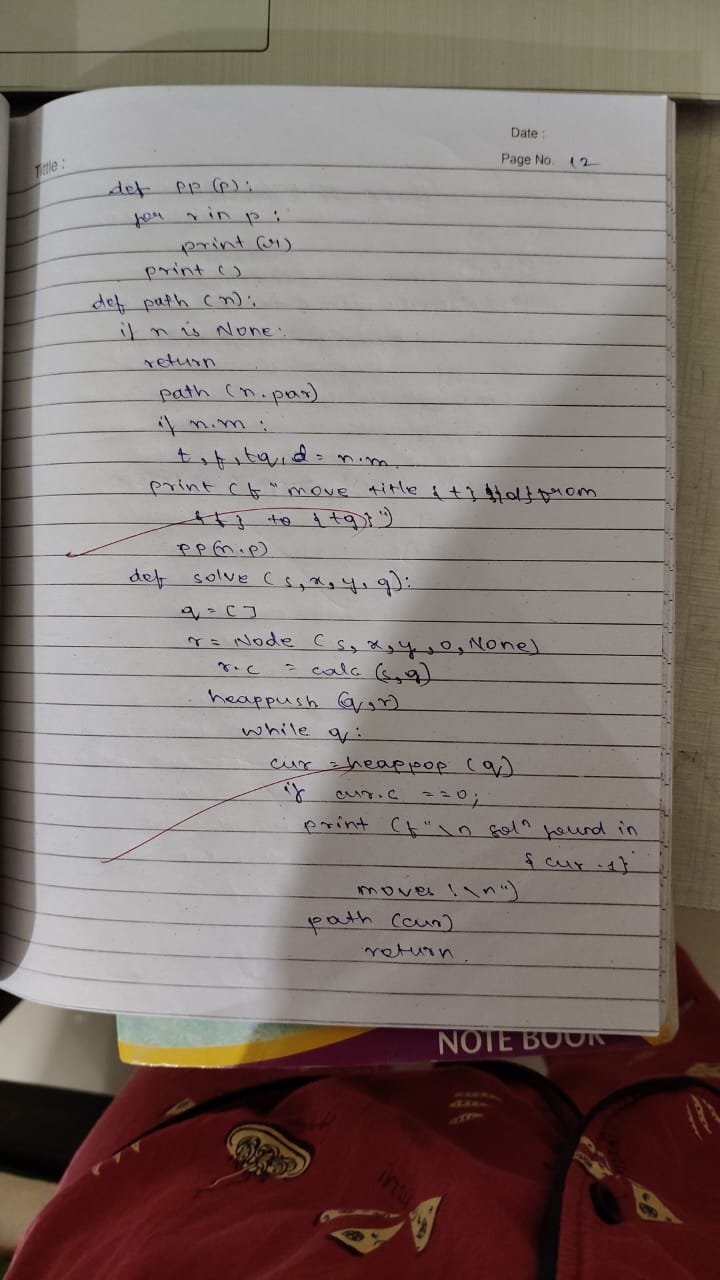 Date :
Tittle :
Page No. 12
def pp (p):
for r in p :
print (r)
print ()
def path (n):
if n is None:
return
path (n.par)
if n.m :
t, f, tq, d = n.m
print (f "move title {t} {d} from
{f} to {tq}")
pp(n.p)
def solve (s, x, y, g):
q = []
r = Node (s, x, y, 0, None)
r.c = calc (s, g)
heappush (q, r)
while q:
cur = heappop (q)
if cur.c ==0;
print (f"\n solⁿ found in
{ cur .1}
moves !\n")
path (cur)
return.
NOTE BOOK